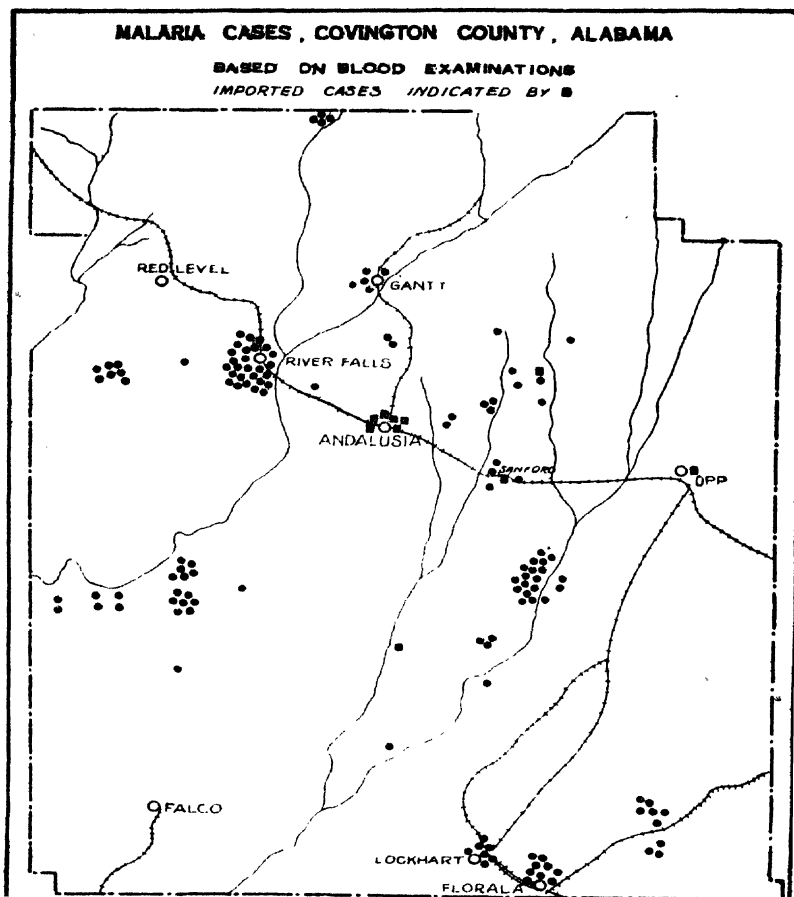 MALARIA CASES, COVINGTON COUNTY, ALABAMA
BASED ON BLOOD EXAMINATIONS
IMPORTED CASES INDICATED BY ■
RED LEVEL
GANTT
RIVER FALLS
ANDALUSIA
SANFORD
OPP
FALCO
LOCKHART
FLORALA